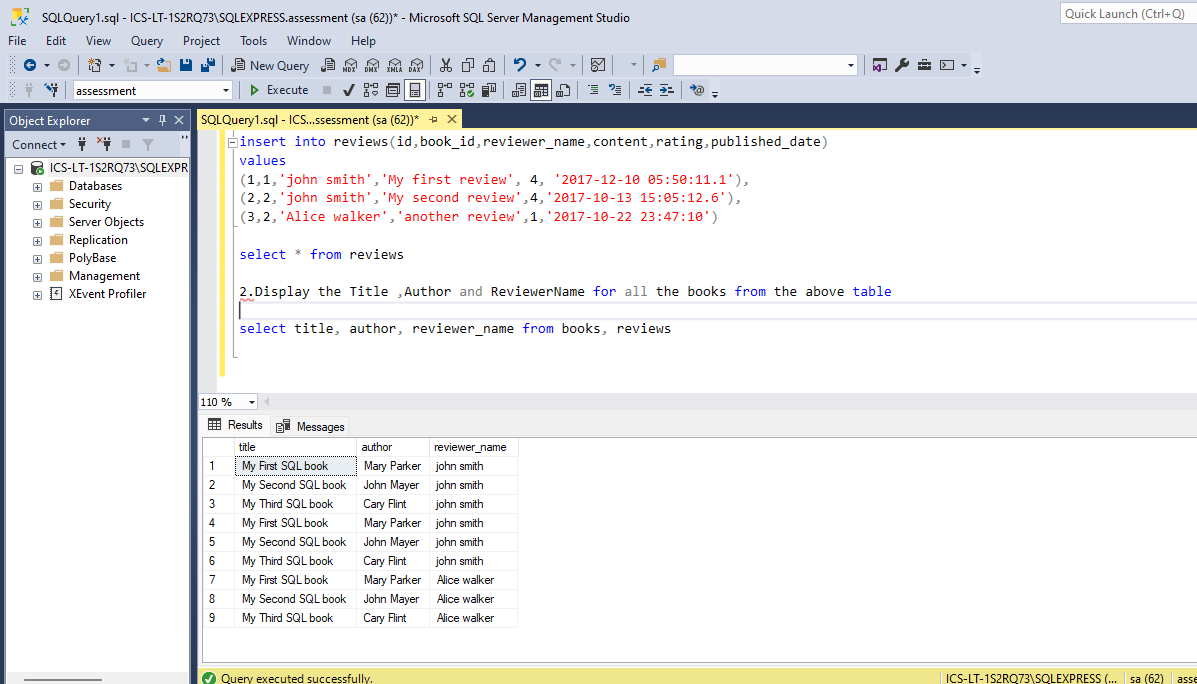 SQLQuery1.sql - ICS-LT-1S2RQ73\SQLEXPRESS.assessment (sa (62))* - Microsoft SQL Server Management Studio
Quick Launch (Ctrl+Q)
File Edit View Query Project Tools Window Help
New Query MDX DMX XMLA DAX
assessment Execute
Object Explorer
SQLQuery1.sql - ICS...ssessment (sa (62))*
Connect
ICS-LT-1S2RQ73\SQLEXPR
Databases
Security
Server Objects
Replication
PolyBase
Management
XEvent Profiler
insert into reviews(id,book_id,reviewer_name,content,rating,published_date)
values
(1,1,'john smith','My first review', 4, '2017-12-10 05:50:11.1'),
(2,2,'john smith','My second review',4,'2017-10-13 15:05:12.6'),
(3,2,'Alice walker','another review',1,'2017-10-22 23:47:10')
select * from reviews
2.Display the Title ,Author and ReviewerName for all the books from the above table
select title, author, reviewer_name from books, reviews
110 %
Results Messages
title author reviewer_name
1 My First SQL book Mary Parker john smith
2 My Second SQL book John Mayer john smith
3 My Third SQL book Cary Flint john smith
4 My First SQL book Mary Parker john smith
5 My Second SQL book John Mayer john smith
6 My Third SQL book Cary Flint john smith
7 My First SQL book Mary Parker Alice walker
8 My Second SQL book John Mayer Alice walker
9 My Third SQL book Cary Flint Alice walker
Query executed successfully. ICS-LT-1S2RQ73\SQLEXPRESS (... sa (62) asse